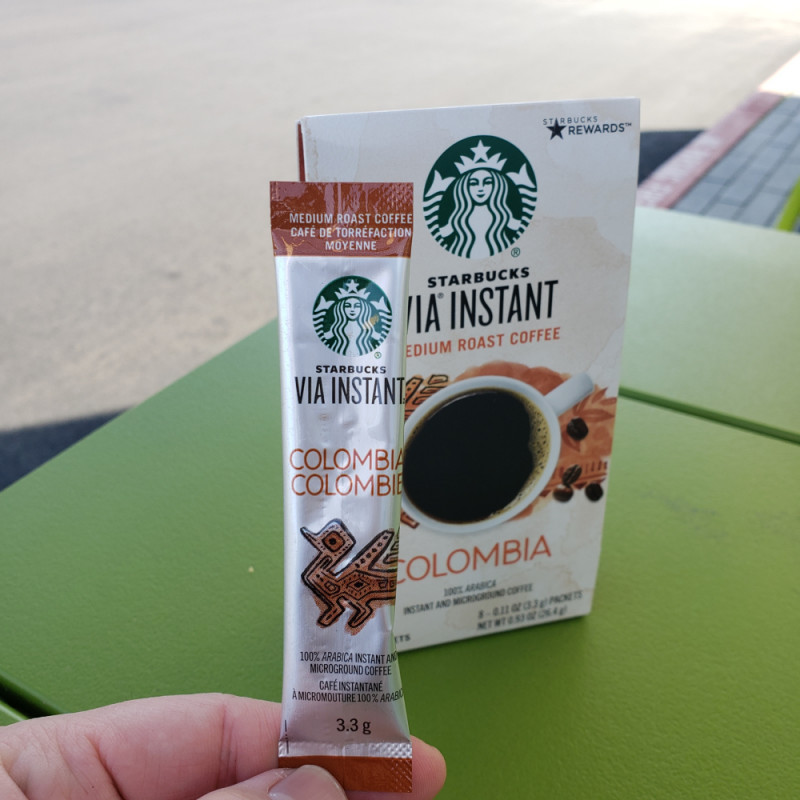 MEDIUM ROAST COFFEE
CAFÉ DE TORRÉFACTION
MOYENNE
STARBUCKS
VIA INSTANT
COLOMBIA
COLOMBIE
100% ARABICA INSTANT AND
MICROGROUND COFFEE
CAFÉ INSTANTANÉ
À MICROMOUTURE 100% ARABICA
3.3 g
STARBUCKS
REWARDS™
®
STARBUCKS
VIA® INSTANT
MEDIUM ROAST COFFEE
COLOMBIA
100% ARABICA
INSTANT AND MICROGROUND COFFEE
8 – 0.11 OZ (3.3 g) PACKETS
NET WT 0.93 OZ (26.4 g)